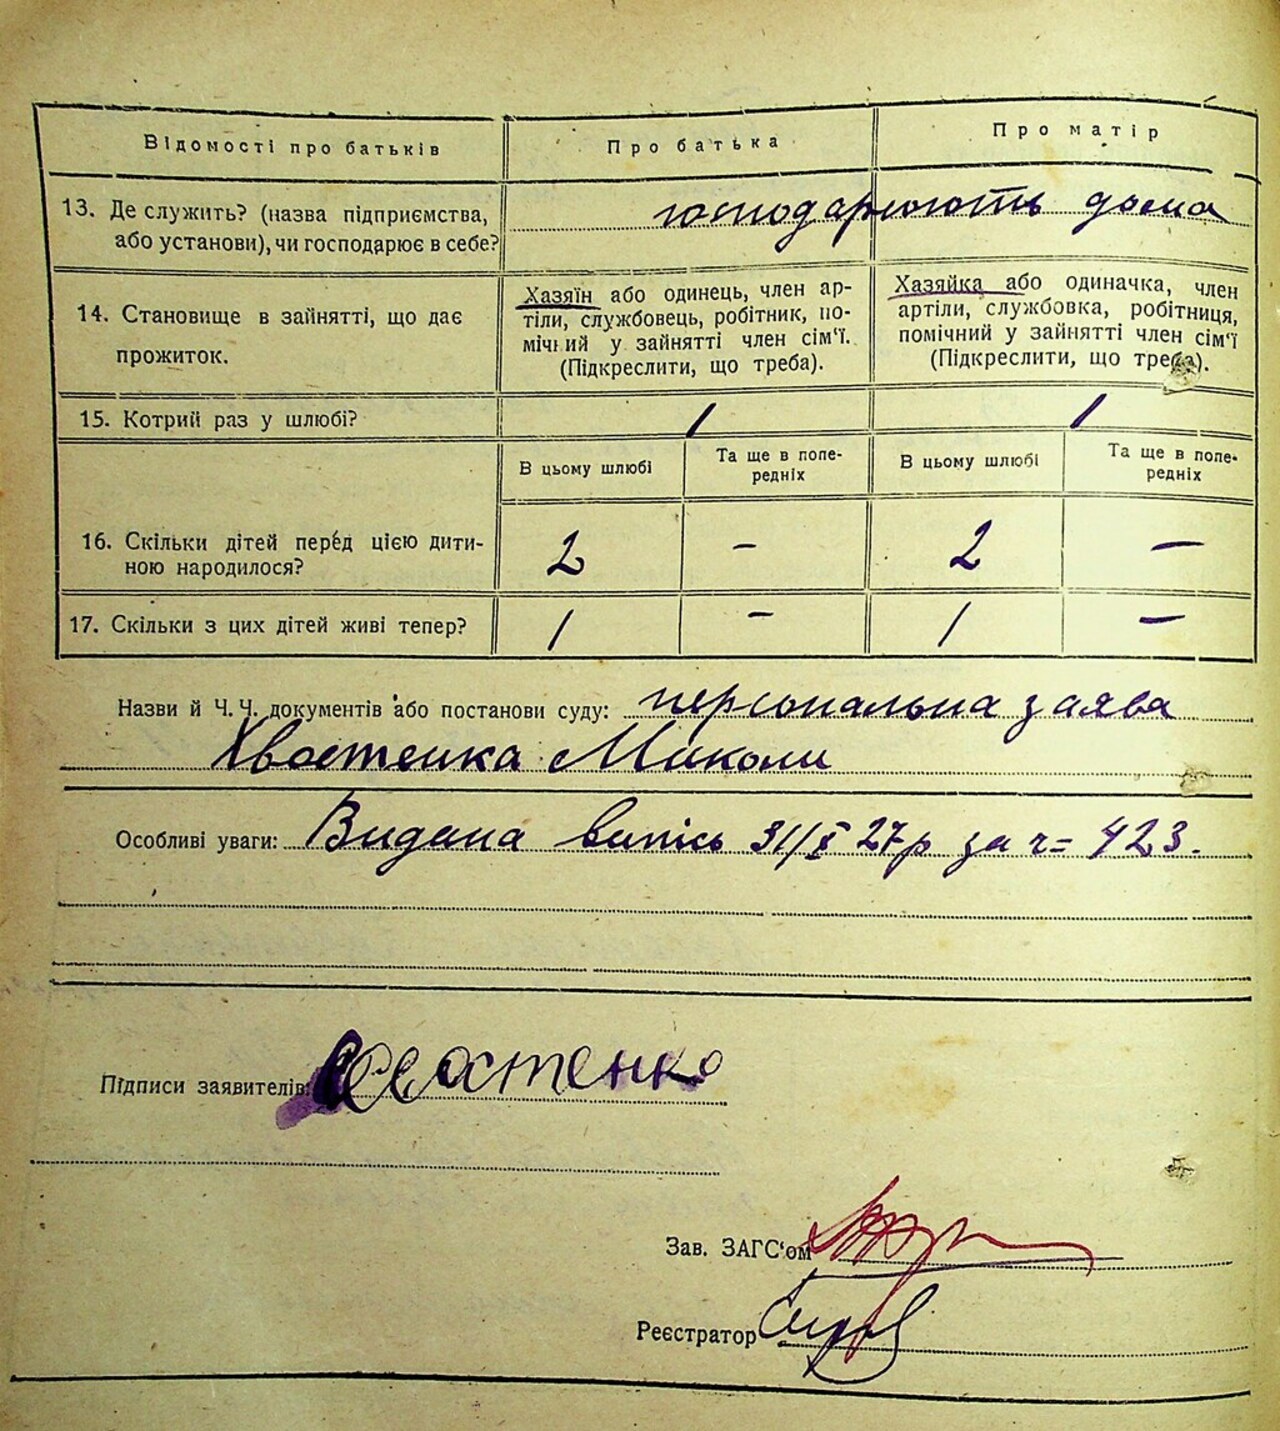 Відомості про батьків
Про батька
Про матір
13. Де служить? (назва підприємства,
або установи), чи господарює в себе?
господарюють дома
14. Становище в зайнятті, що дає
прожиток.
Хазяїн або одинець, член ар-
тілі, службовець, робітник, по-
мічний у зайнятті член сім'ї.
(Підкреслити, що треба).
Хазяйка або одиначка, член
артілі, службовка, робітниця,
помічний у зайнятті член сім'ї
(Підкреслити, що треба).
15. Котрий раз у шлюбі?
1
1
В цьому шлюбі
Та ще в попе-
редніх
В цьому шлюбі
Та ще в попе-
редніх
16. Скільки дітей перед цією дити-
ною народилося?
2
–
2
–
17. Скільки з цих дітей живі тепер?
1
–
1
–
Назви й Ч. Ч. документів або постанови суду: персональна заява
Хвостенка Миколи
Особливі уваги: Видана випісь 31/X 27р за ч= 423.
Підписи заявителів: Хвостенко
Зав. ЗАГС'ом
Реєстратор